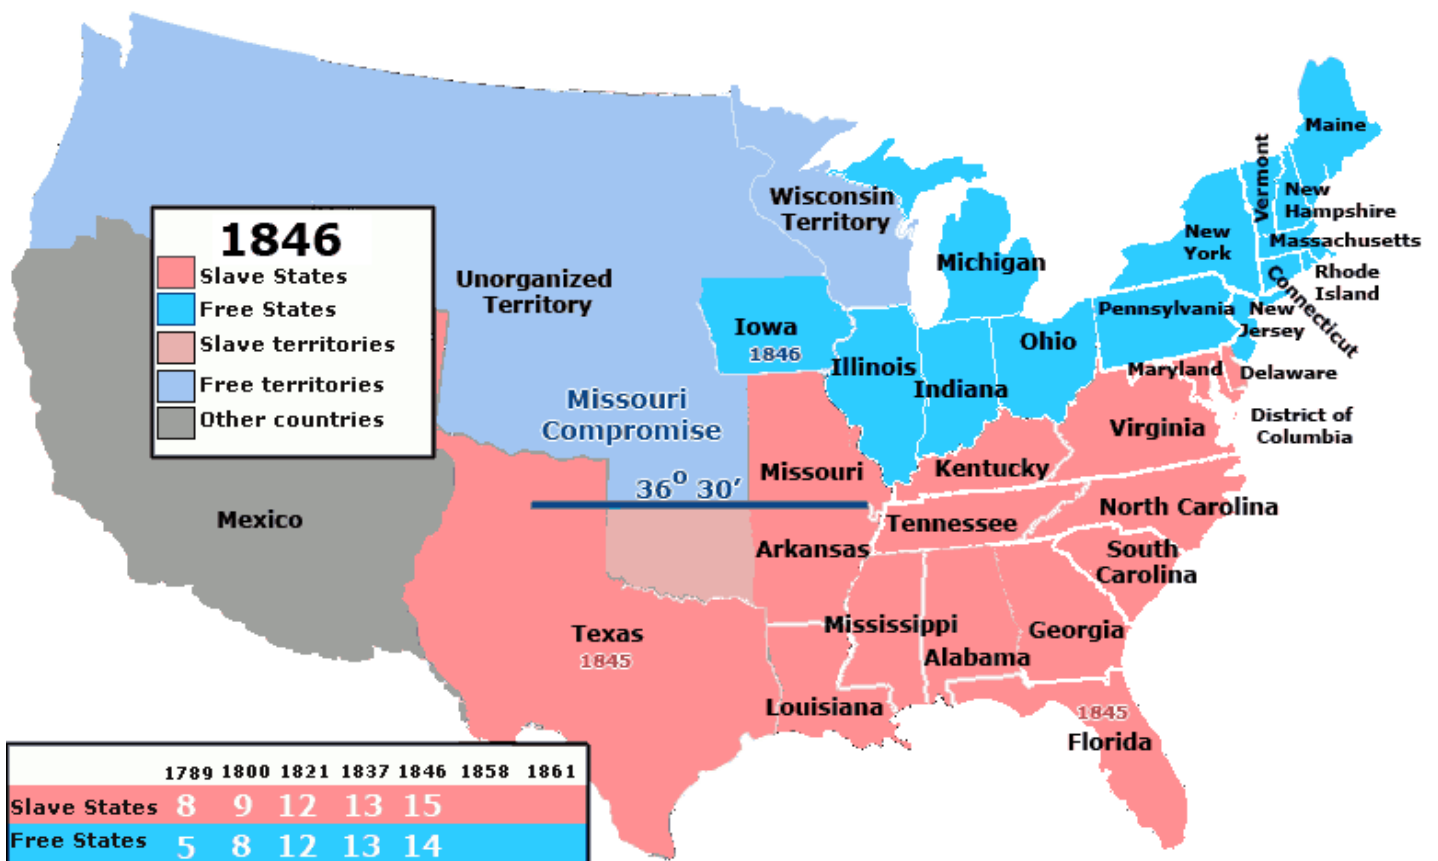 Maine
Vermont
New
Hampshire
Massachusetts
New
York
Rhode
Island
Connecticut
Wisconsin
Territory
Michigan
1846
Slave States
Free States
Slave territories
Free territories
Other countries
Unorganized
Territory
Iowa
1846
Pennsylvania
New
Jersey
Ohio
Illinois
Indiana
Maryland
Delaware
District of
Columbia
Missouri
Compromise
36° 30′
Virginia
Missouri
Kentucky
Mexico
North Carolina
Tennessee
Arkansas
South
Carolina
Texas
1845
Mississippi
Alabama
Georgia
Louisiana
1845
Florida
1789 1800 1821 1837 1846 1858 1861
Slave States 8 9 12 13 15
Free States 5 8 12 13 14